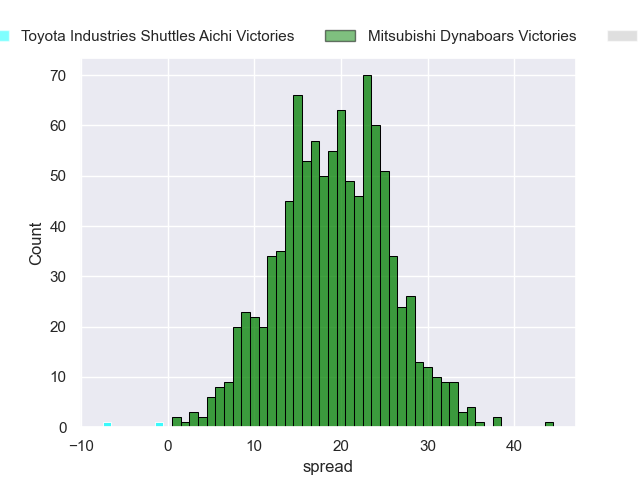 Toyota Industries Shuttles Aichi Victories Mitsubishi Dynaboars Victories
70
60
50
40
30
20
10
0
Count
−10 0 10 20 30 40
spread